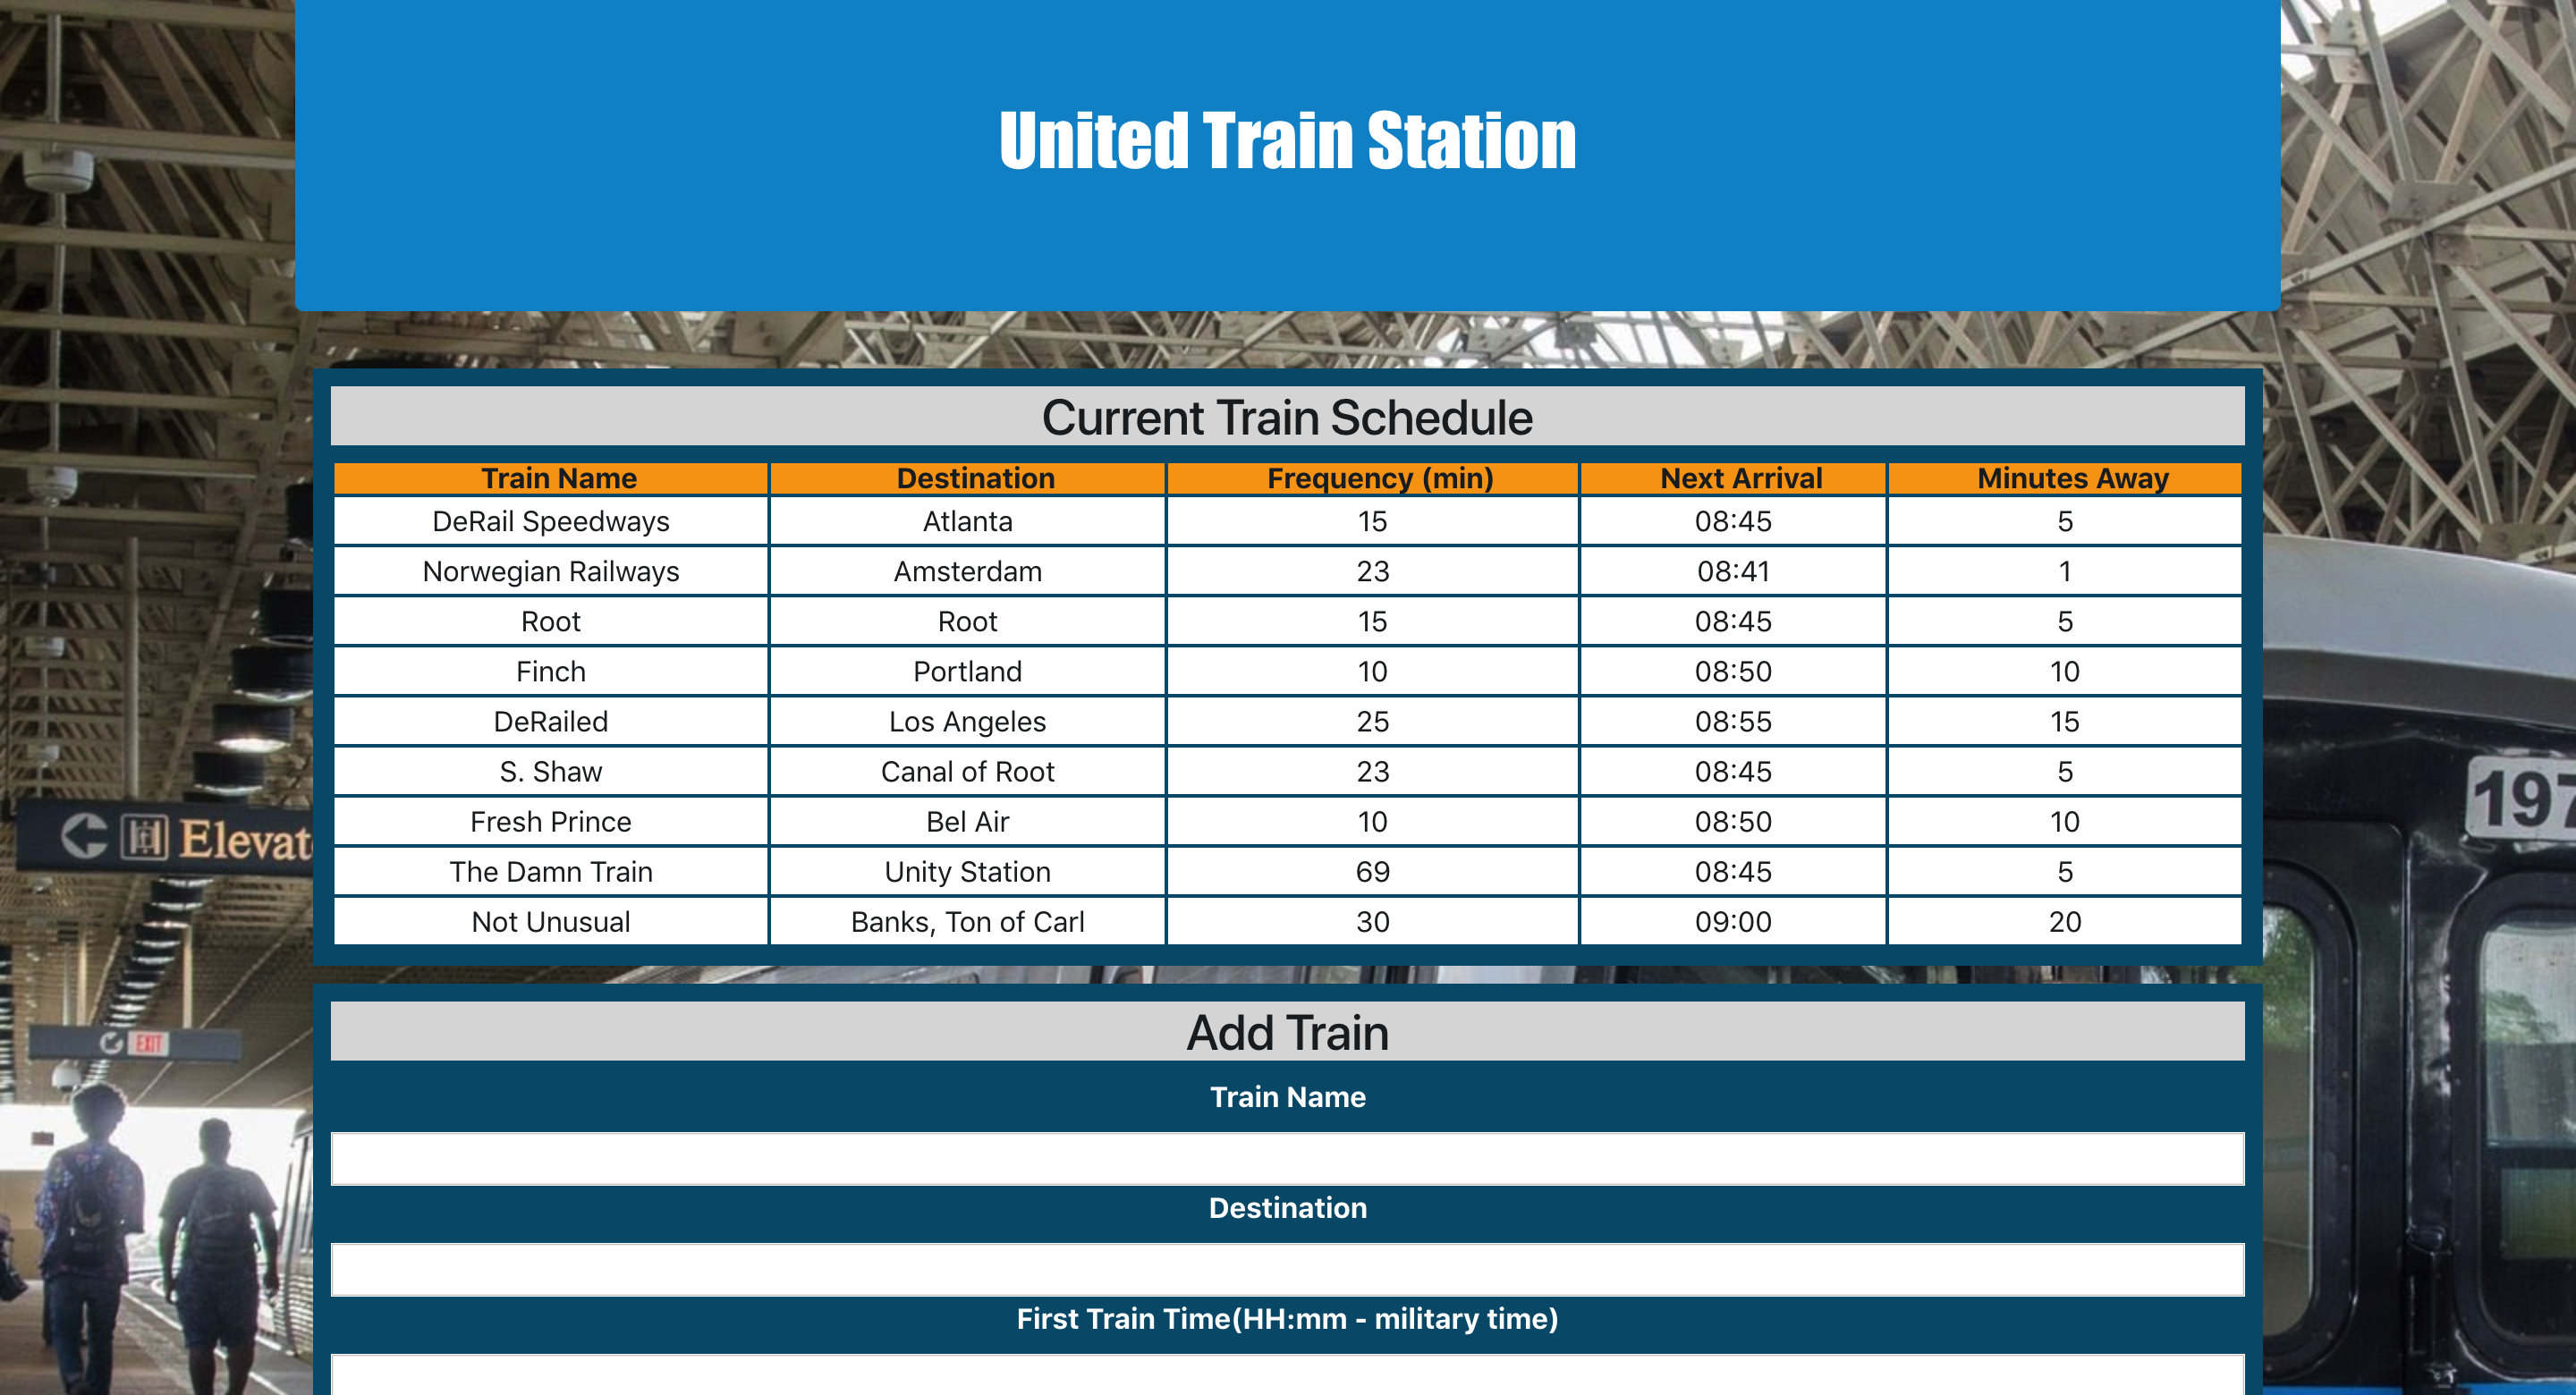 United Train Station
Current Train Schedule
Train Name Destination Frequency (min) Next Arrival Minutes Away
DeRail Speedways Atlanta 15 08:45 5
Norwegian Railways Amsterdam 23 08:41 1
Root Root 15 08:45 5
Finch Portland 10 08:50 10
DeRailed Los Angeles 25 08:55 15
S. Shaw Canal of Root 23 08:45 5
Fresh Prince Bel Air 10 08:50 10
The Damn Train Unity Station 69 08:45 5
Not Unusual Banks, Ton of Carl 30 09:00 20
Elevat
197
Add Train
EXIT
Train Name
Destination
First Train Time(HH:mm - military time)